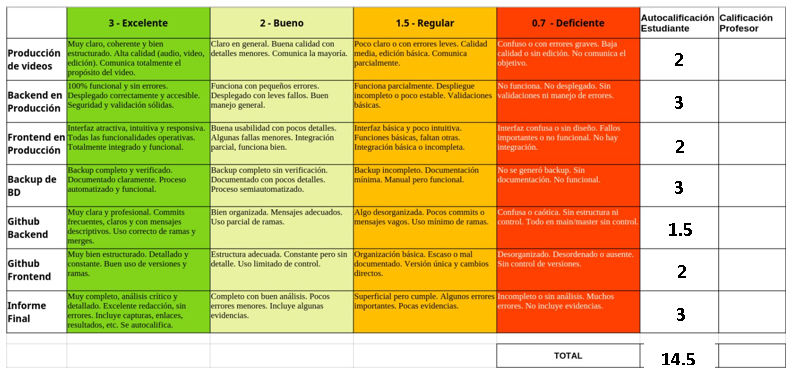 3 - Excelente
2 - Bueno
1.5 - Regular
0.7 - Deficiente
Autocalificación
Estudiante
Calificación
Profesor
Producción
de videos
Muy claro, coherente y bien
estructurado. Alta calidad (audio, video,
edición). Comunica totalmente el
propósito del video.
Claro en general. Buena calidad con
detalles menores. Comunica la mayoría.
Poco claro o con errores leves. Calidad
media, edición básica. Comunica
parcialmente.
Confuso o con errores graves. Baja
calidad o sin edición. No comunica el
objetivo.
2
Backend en
Producción
100% funcional y sin errores.
Desplegado correctamente y accesible.
Seguridad y validación sólidas.
Funciona con pequeños errores.
Desplegado con leves fallos. Buen
manejo general.
Funciona parcialmente. Despliegue
incompleto o poco estable. Validaciones
básicas.
No funciona. No desplegado. Sin
validaciones ni manejo de errores.
3
Frontend en
Producción
Interfaz atractiva, intuitiva y responsiva.
Todas las funcionalidades operativas.
Totalmente integrado y funcional.
Buena usabilidad con pocos detalles.
Algunas fallas menores. Integración
parcial, funciona bien.
Interfaz básica y poco intuitiva.
Funciones básicas, faltan otras.
Integración básica o incompleta.
Interfaz confusa o sin diseño. Fallos
importantes o no funcional. No hay
integración.
2
Backup de
BD
Backup completo y verificado.
Documentado claramente. Proceso
automatizado y funcional.
Backup completo sin verificación.
Documentado con pocos detalles.
Proceso semiautomatizado.
Backup incompleto. Documentación
mínima. Manual pero funcional.
No se generó backup. Sin
documentación. No funcional.
3
Github
Backend
Muy clara y profesional. Commits
frecuentes, claros y con mensajes
descriptivos. Uso correcto de ramas y
merges.
Bien organizada. Mensajes adecuados.
Uso parcial de ramas.
Algo desorganizada. Pocos commits o
mensajes vagos. Uso mínimo de ramas.
Confusa o caótica. Sin estructura ni
control. Todo en main/master sin control.
1.5
Github
Frontend
Muy bien estructurado. Detallado y
constante. Buen uso de versiones y
ramas.
Estructura adecuada. Constante pero sin
detalle. Uso limitado de control.
Organización básica. Escaso o mal
documentado. Versión única y cambios
directos.
Desorganizado. Desordenado o ausente.
Sin control de versiones.
2
Informe
Final
Muy completo, análisis crítico y
detallado. Excelente redacción, sin
errores. Incluye capturas, enlaces,
resultados, etc. Se autocalifica.
Completo con buen análisis. Pocos
errores menores. Incluye algunas
evidencias.
Superficial pero cumple. Algunos errores
importantes. Pocas evidencias.
Incompleto o sin análisis. Muchos
errores. No incluye evidencias.
3
TOTAL
14.5